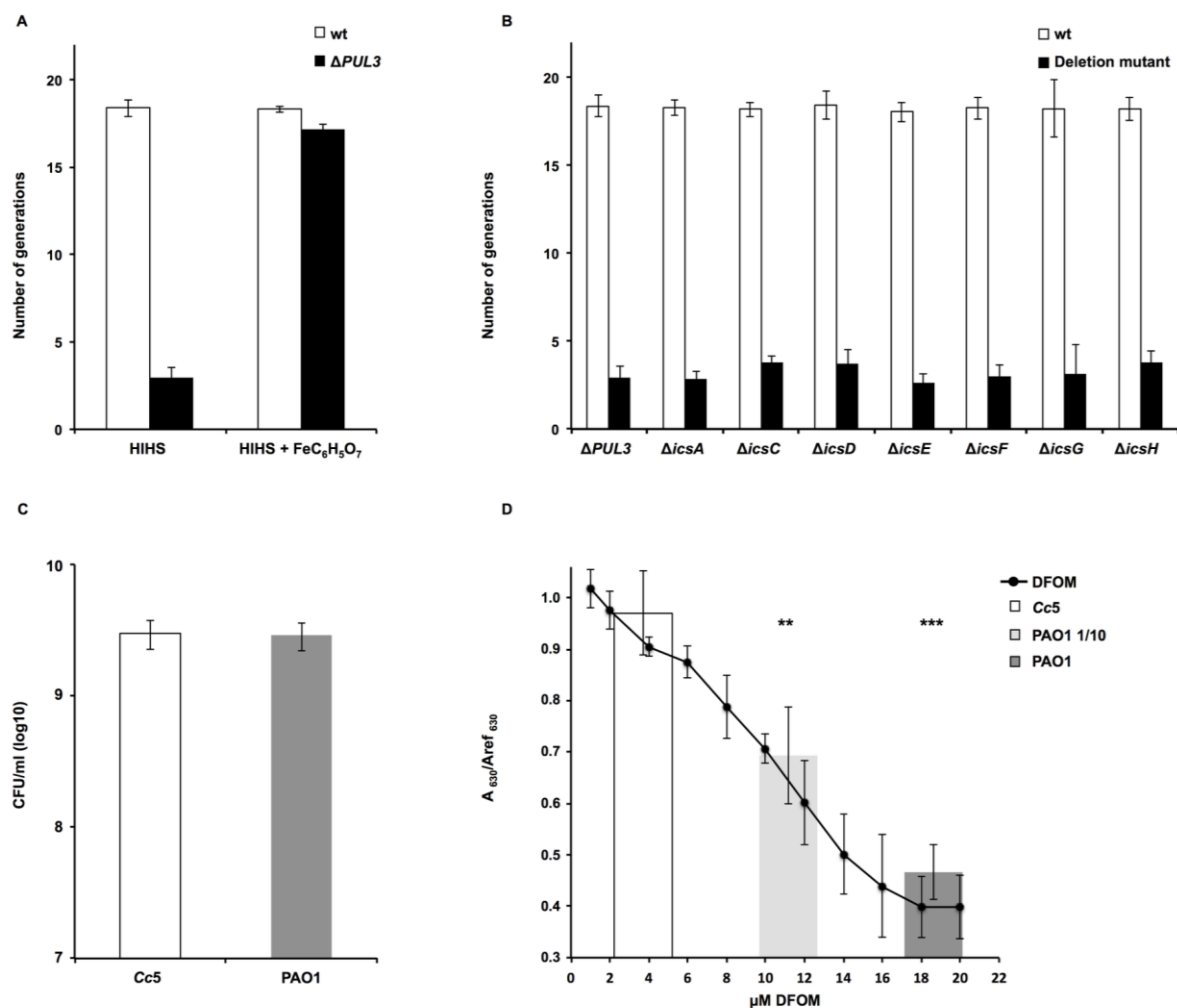 A
wt
ΔPUL3
Number of generations
20
15
10
5
0
HIHS
HIHS + FeC6H5O7
B
wt
Deletion mutant
Number of generations
20
15
10
5
0
ΔPUL3 ΔicsA ΔicsC ΔicsD ΔicsE ΔicsF ΔicsG ΔicsH
C
CFU/ml (log10)
10
9
8
7
Cc5
PAO1
D
DFOM
Cc5
PAO1 1/10
PAO1
** ***
A 630/Aref 630
1.0
0.9
0.8
0.7
0.6
0.5
0.4
0.3
0 2 4 6 8 10 12 14 16 18 20 22
µM DFOM